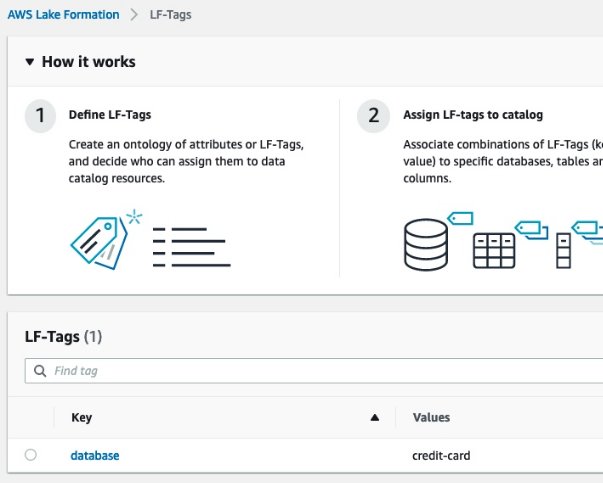 AWS Lake Formation > LF-Tags
▼ How it works
1 Define LF-Tags
Create an ontology of attributes or LF-Tags,
and decide who can assign them to data
catalog resources.
2 Assign LF-tags to catalog
Associate combinations of LF-Tags
value) to specific databases, tables
columns.
LF-Tags (1)
Find tag
Key ▲ Values
database credit-card